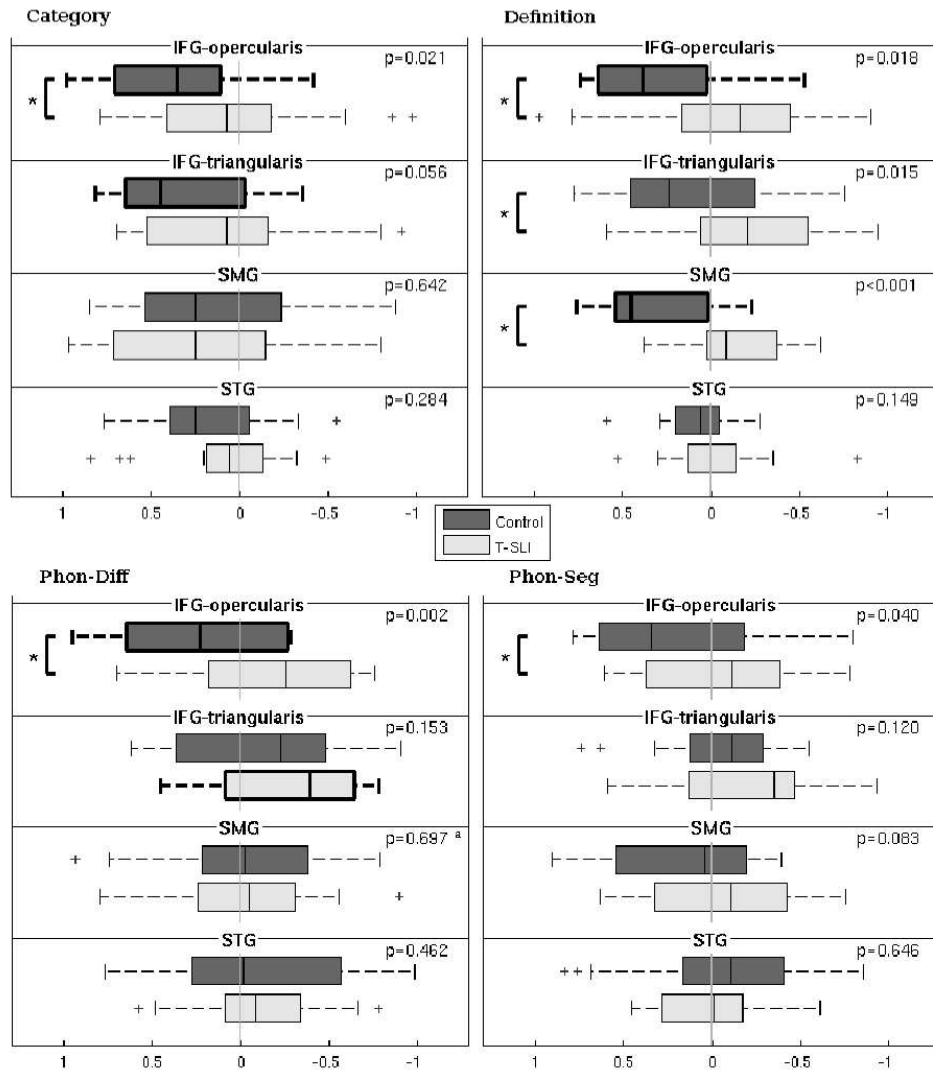 Category
IFG-opercularis
p=0.021
*
IFG-triangularis
p=0.056
SMG
p=0.642
STG
p=0.284
1 0.5 0 -0.5 -1
Definition
IFG-opercularis
p=0.018
*
IFG-triangularis
p=0.015
*
SMG
p<0.001
*
STG
p=0.149
1 0.5 0 -0.5 -1
Control
T-SLI
Phon-Diff
IFG-opercularis
p=0.002
*
IFG-triangularis
p=0.153
SMG
p=0.697 a
STG
p=0.462
1 0.5 0 -0.5 -1
Phon-Seg
IFG-opercularis
p=0.040
*
IFG-triangularis
p=0.120
SMG
p=0.083
STG
p=0.646
1 0.5 0 -0.5 -1